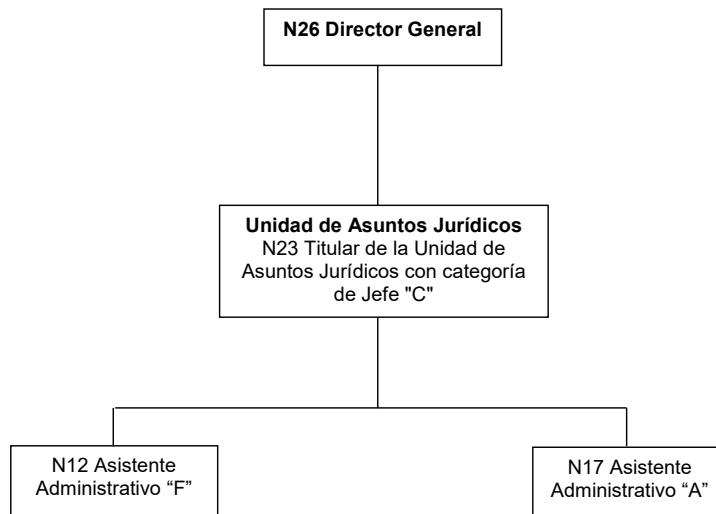 N26 Director General
Unidad de Asuntos Jurídicos
N23 Titular de la Unidad de
Asuntos Jurídicos con categoría
de Jefe "C"
N12 Asistente
Administrativo “F”
N17 Asistente
Administrativo “A”